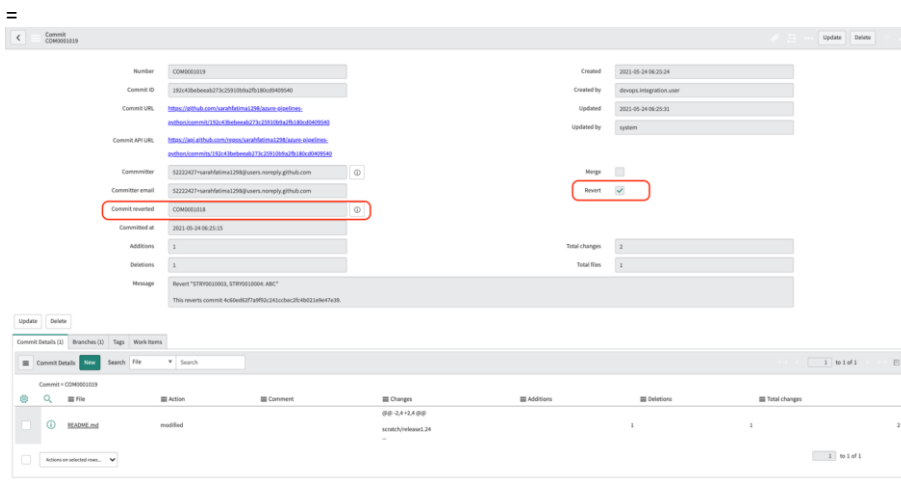 =
Commit
COM0001019
Update Delete
Number COM0001019
Created 2021-05-24 06:25:24
Commit ID 192c43bebeeab273c25910b9a2fb180cd0409540
Created by devops.integration.user
Commit URL https://github.com/sarahfatima1298/azure-pipelines-
python/commit/192c43bebeeab273c25910b9a2fb180cd0409540
Updated 2021-05-24 06:25:31
Updated by system
Commit API URL https://api.github.com/repos/sarahfatima1298/azure-pipelines-
python/commits/192c43bebeeab273c25910b9a2fb180cd0409540
Commmitter 52222427+sarahfatima1298@users.noreply.github.com
Merge
Committer email 52222427+sarahfatima1298@users.noreply.github.com
Revert
Commit reverted COM0001018
Committed at 2021-05-24 06:25:15
Additions 1
Total changes 2
Deletions 1
Total files 1
Message Revert "STRY0010003, STRY0010004: ABC"
This reverts commit 4c60ed62f7a9f92c241ccbec2fc4b021e9e47e39.
Update Delete
Commit Details (1) Branches (1) Tags Work Items
Commit Details New Search File Search 1 to 1 of 1
Commit = COM0001019
File Action Comment Changes Additions Deletions Total changes
@@ -2,4 +2,4 @@
README.md modified scratch/release1.24 1 1 2
...
Actions on selected rows... 1 to 1 of 1